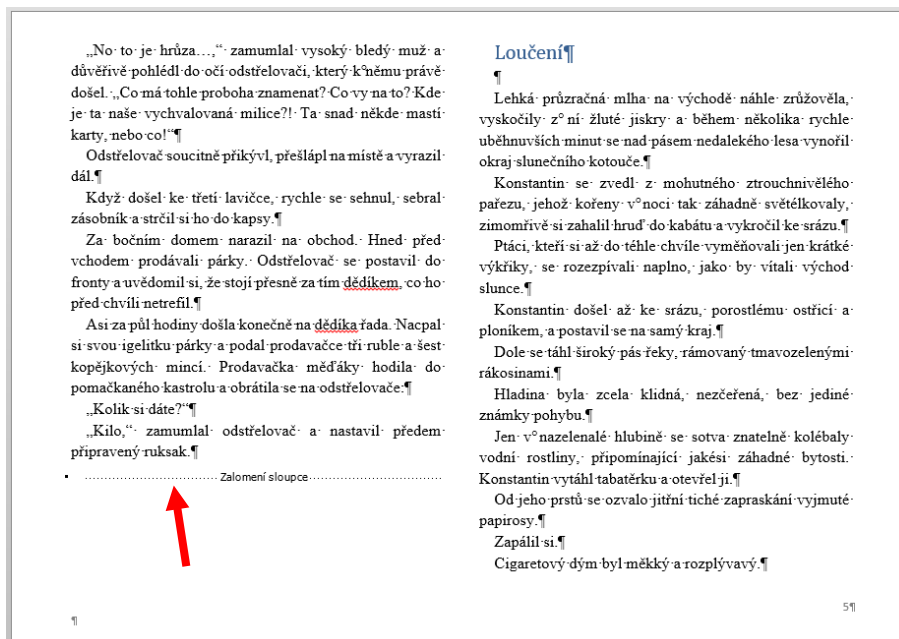 „No to je hrůza…,“ zamumlal vysoký bledý muž a
důvěřivě pohlédl do očí odstřelovači, který k°němu právě
došel. „Co má tohle proboha znamenat? Co vy na to? Kde
je ta naše vychvalovaná milice?! Ta snad někde mastí
karty, nebo co!“¶
Odstřelovač soucitně přikývl, přešlápl na místě a vyrazil
dál.¶
Když došel ke třetí lavičce, rychle se sehnul, sebral
zásobník a strčil si ho do kapsy.¶
Za bočním domem narazil na obchod. Hned před
vchodem prodávali párky. Odstřelovač se postavil do
fronty a uvědomil si, že stojí přesně za tím dědíkem, co ho
před chvíli netrefil.¶
Asi za půl hodiny došla konečně na dědíka řada. Nacpal
si svou igelitku párky a podal prodavačce tři ruble a šest
kopějkových mincí. Prodavačka měďáky hodila do
pomačkaného kastrolu a obrátila se na odstřelovače:¶
„Kolik si dáte?“¶
„Kilo,“ zamumlal odstřelovač a nastavil předem
připravený ruksak.¶
Zalomení sloupce
¶
Loučení¶
¶
Lehká průzračná mlha na východě náhle zrůžověla,
vyskočily z° ní žluté jiskry a během několika rychle
uběhnuvších minut se nad pásem nedalekého lesa vynořil
okraj slunečního kotouče.¶
Konstantin se zvedl z mohutného ztrouchnivělého
pařezu, jehož kořeny v°noci tak záhadně světélkovaly,
zimomřivě si zahalil hruď do kabátu a vykročil ke srázu.¶
Ptáci, kteří si až do téhle chvíle vyměňovali jen krátké
výkřiky, se rozezpívali naplno, jako by vítali východ
slunce.¶
Konstantin došel až ke srázu, porostlému ostřicí a
ploníkem, a postavil se na samý kraj.¶
Dole se táhl široký pás řeky, rámovaný tmavozelenými
rákosinami.¶
Hladina byla zcela klidná, nezčeřená, bez jediné
známky pohybu.¶
Jen v°nazelenalé hlubině se sotva znatelně kolébaly
vodní rostliny, připomínající jakési záhadné bytosti.
Konstantin vytáhl tabatěrku a otevřel ji.¶
Od jeho prstů se ozvalo jitřní tiché zapraskání vyjmuté
papirosy.¶
Zapálil si.¶
Cigaretový dým byl měkký a rozplývavý.¶
5¶